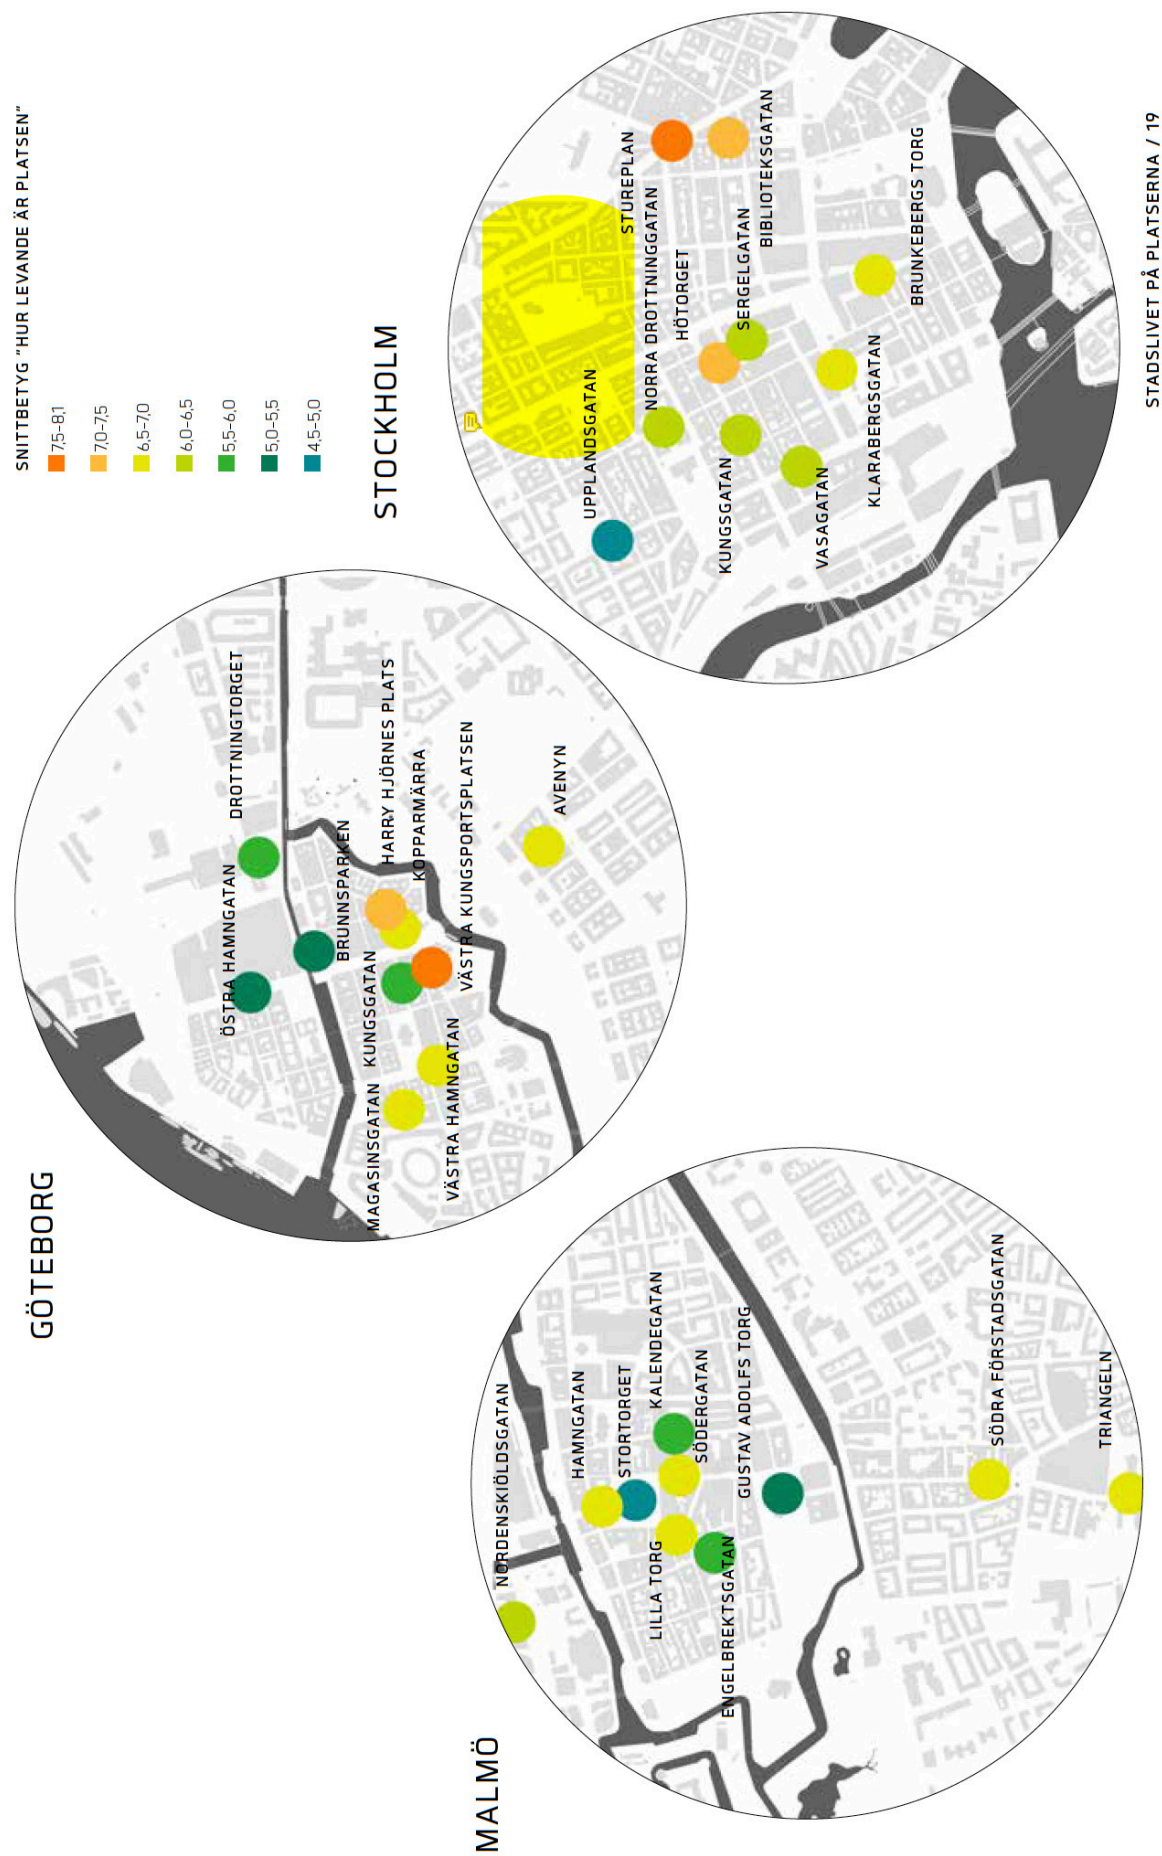 SNITTBETYG "HUR LEVANDE ÄR PLATSEN"
7,5–8,1
7,0–7,5
6,5–7,0
6,0–6,5
5,5–6,0
5,0–5,5
4,5–5,0
GÖTEBORG
ÖSTRA HAMNGATAN
DROTTNINGTORGET
BRUNNSPARKEN
KUNGSGATAN
HARRY HJÖRNES PLATS
KOPPARMÄRRA
MAGASINSGATAN
VÄSTRA HAMNGATAN
VÄSTRA KUNGSPORTSPLATSEN
AVENYN
STOCKHOLM
UPPLANDSGATAN
STUREPLAN
NORRA DROTTNINGGATAN
HÖTORGET
KUNGSGATAN
SERGELGATAN
BIBLIOTEKSGATAN
VASAGATAN
KLARABERGSGATAN
BRUNKEBERGS TORG
MALMÖ
NORDENSKIÖLDSGATAN
HAMNGATAN
STORTORGET
LILLA TORG
KALENDEGATAN
SÖDERGATAN
ENGELBREKTSGATAN
GUSTAV ADOLFS TORG
SÖDRA FÖRSTADSGATAN
TRIANGELN
STADSLIVET PÅ PLATSERNA / 19